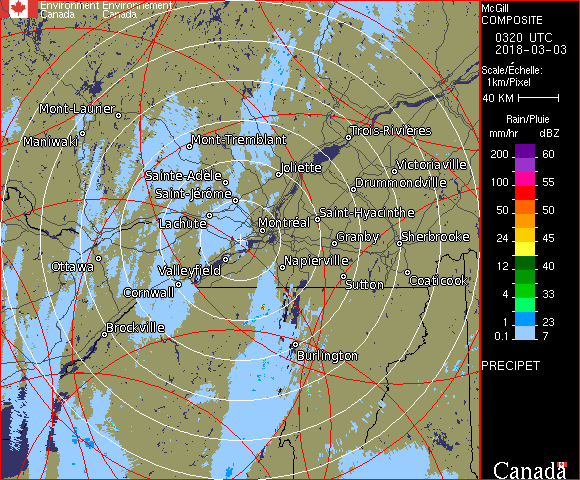 Environment Environnement
Canada Canada
McGill
COMPOSITE
0320 UTC
2018-03-03
Scale/Échelle:
1km/Pixel
40 KM
Rain/Pluie
mm/hr dBZ
200 60
100 55
50 50
24 45
12 40
4 33
1 23
0.1 7
PRECIPET
Canada
Mont-Laurier
Maniwaki
Mont-Tremblant
Trois-Rivières
Joliette
Victoriaville
Sainte-Adèle
Drummondville
Saint-Jérôme
Saint-Hyacinthe
Lachute
Montréal
Granby
Sherbrooke
Ottawa
Valleyfield
Napierville
Cornwall
Sutton
Coaticook
Brockville
Burlington